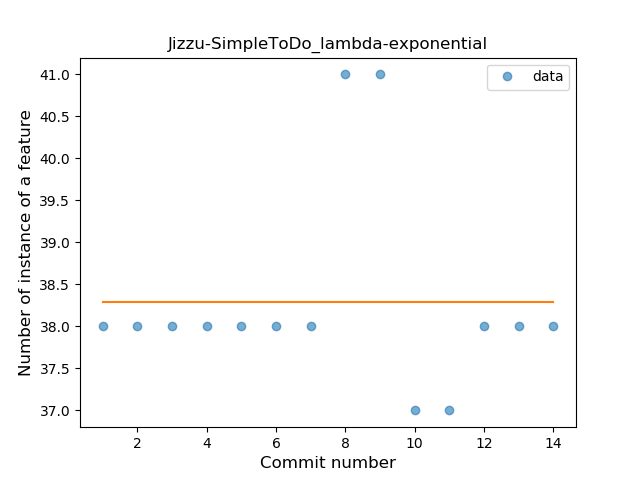 Jizzu-SimpleToDo_lambda-exponential
data
Number of instance of a feature
41.0
40.5
40.0
39.5
39.0
38.5
38.0
37.5
37.0
2 4 6 8 10 12 14
Commit number